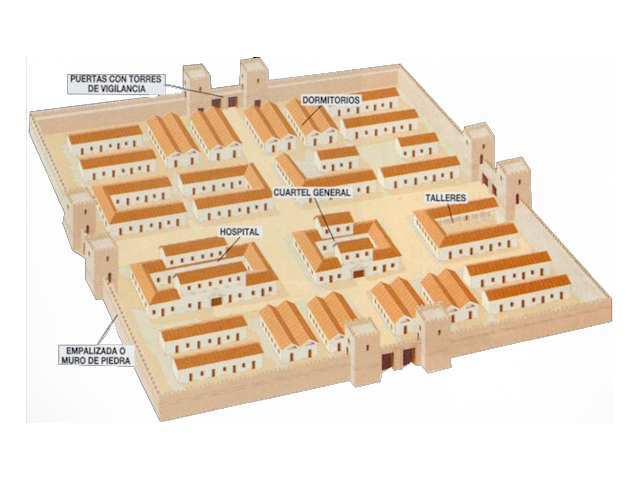 PUERTAS CON TORRES
DE VIGILANCIA
DORMITORIOS
CUARTEL GENERAL
TALLERES
HOSPITAL
EMPALIZADA O
MURO DE PIEDRA